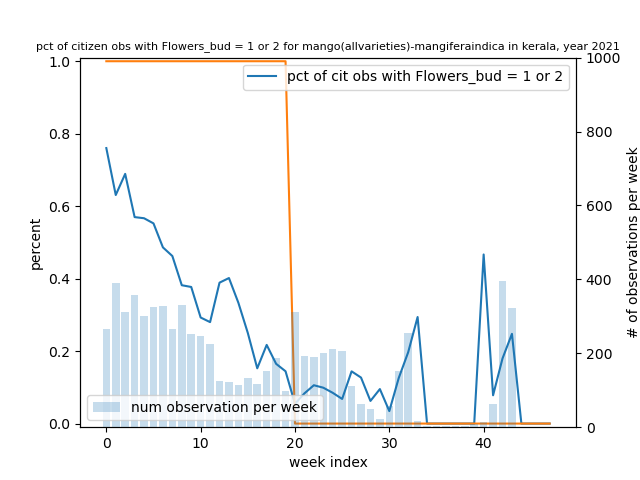 pct of citizen obs with Flowers_bud = 1 or 2 for mango(allvarieties)-mangiferaindica in kerala, year 2021
pct of cit obs with Flowers_bud = 1 or 2
1.0
0.8
0.6
0.4
0.2
0.0
percent
1000
800
600
400
200
0
# of observations per week
num observation per week
0 10 20 30 40
week index